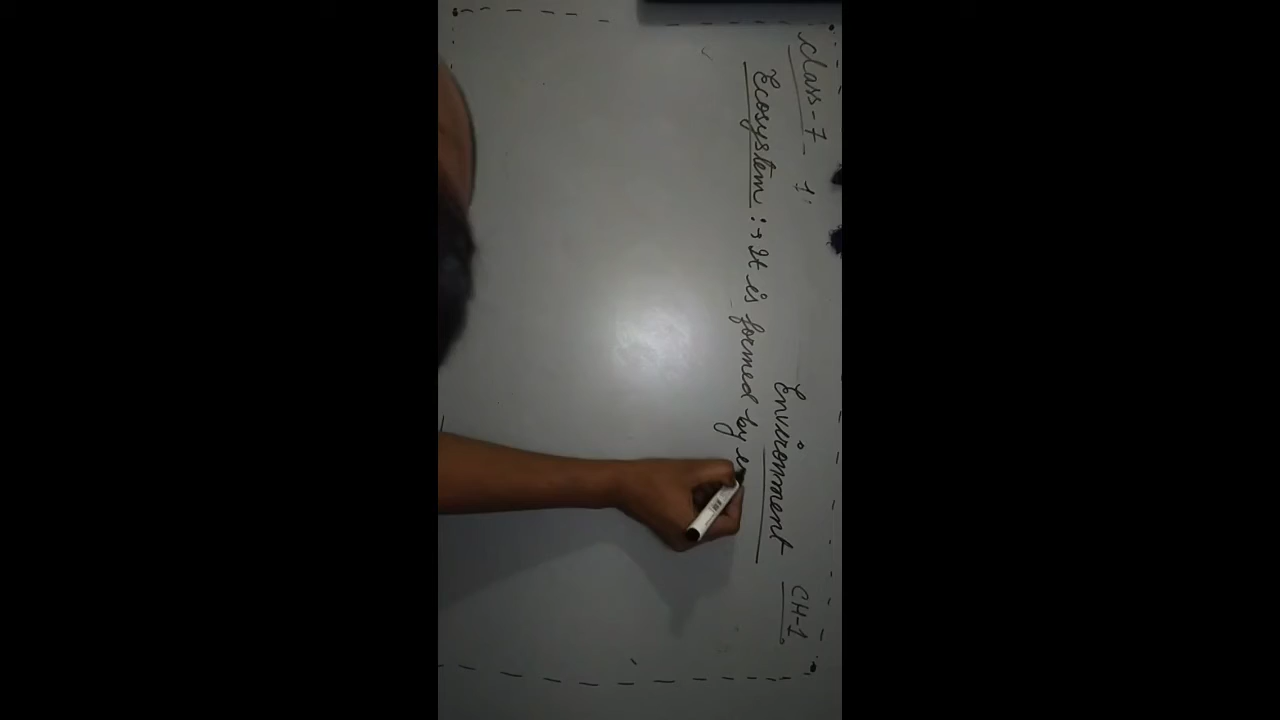 Class-7 CH-1
Environment
Ecosystem :→ It is formed by